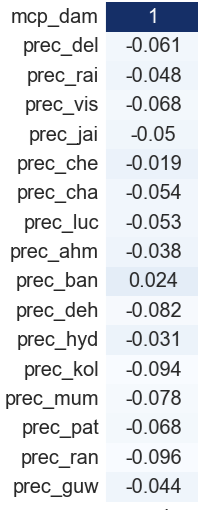 mcp_dam 1
prec_del -0.061
prec_rai -0.048
prec_vis -0.068
prec_jai -0.05
prec_che -0.019
prec_cha -0.054
prec_luc -0.053
prec_ahm -0.038
prec_ban 0.024
prec_deh -0.082
prec_hyd -0.031
prec_kol -0.094
prec_mum -0.078
prec_pat -0.068
prec_ran -0.096
prec_guw -0.044